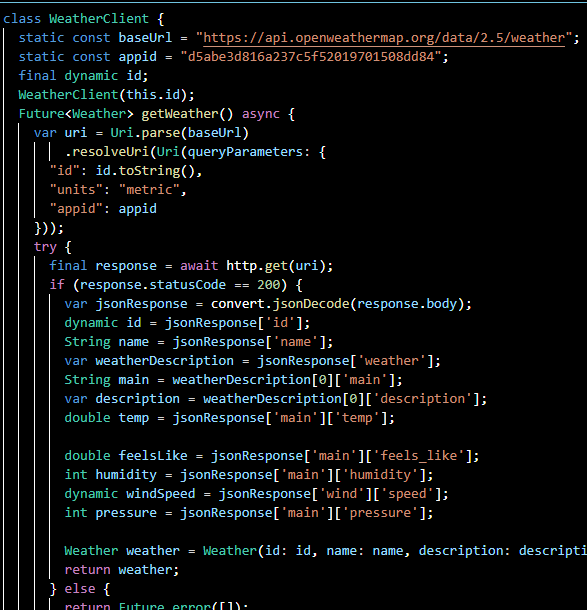 class WeatherClient {
static const baseUrl = "https://api.openweathermap.org/data/2.5/weather";
static const appid = "d5abe3d816a237c5f52019701508dd84";
final dynamic id;
WeatherClient(this.id);
Future<Weather> getWeather() async {
var uri = Uri.parse(baseUrl)
.resolveUri(Uri(queryParameters: {
"id": id.toString(),
"units": "metric",
"appid": appid
}));
try {
final response = await http.get(uri);
if (response.statusCode == 200) {
var jsonResponse = convert.jsonDecode(response.body);
dynamic id = jsonResponse['id'];
String name = jsonResponse['name'];
var weatherDescription = jsonResponse['weather'];
String main = weatherDescription[0]['main'];
var description = weatherDescription[0]['description'];
double temp = jsonResponse['main']['temp'];
double feelsLike = jsonResponse['main']['feels_like'];
int humidity = jsonResponse['main']['humidity'];
dynamic windSpeed = jsonResponse['wind']['speed'];
int pressure = jsonResponse['main']['pressure'];
Weather weather = Weather(id: id, name: name, description: descripti
return weather;
} else {
return Future.error([]);